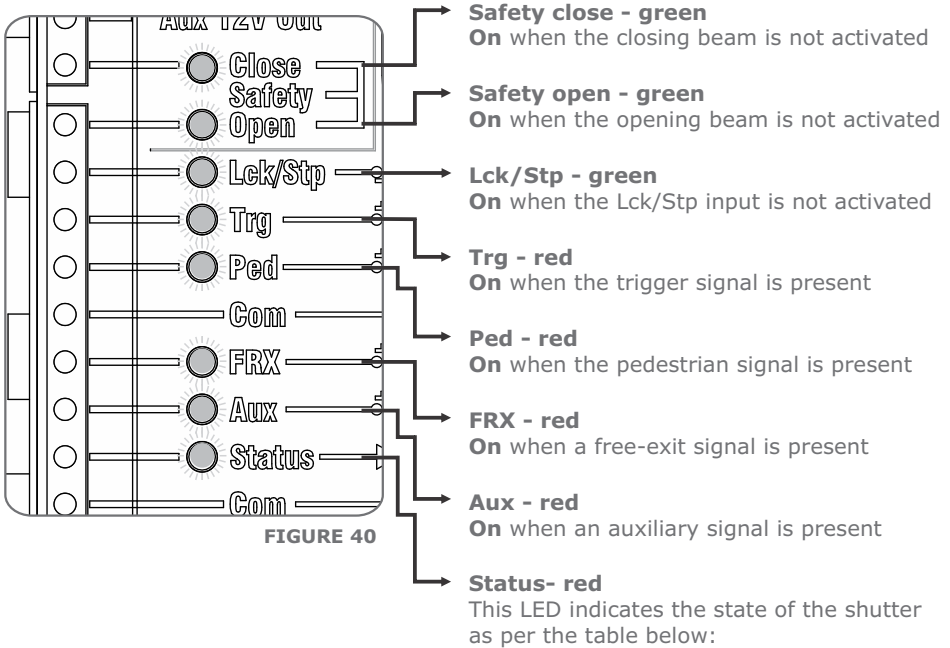 Aux 12V Out
Close
Safety
Open
Lck/Stp
Trg
Ped
Com
FRX
Aux
Status
Com
FIGURE 40
Safety close - green
On when the closing beam is not activated
Safety open - green
On when the opening beam is not activated
Lck/Stp - green
On when the Lck/Stp input is not activated
Trg - red
On when the trigger signal is present
Ped - red
On when the pedestrian signal is present
FRX - red
On when a free-exit signal is present
Aux - red
On when an auxiliary signal is present
Status- red
This LED indicates the state of the shutter
as per the table below: